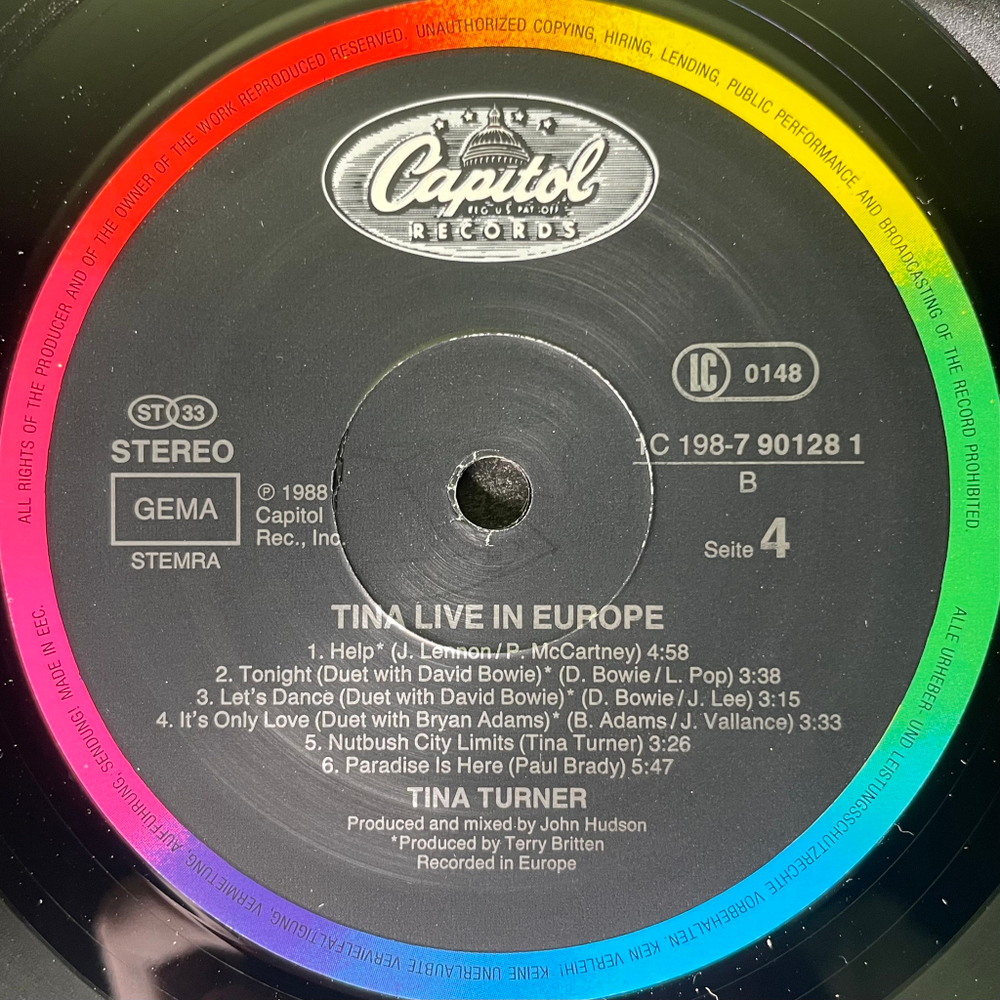 ALL RIGHTS OF THE PRODUCER AND OF THE OWNER OF THE WORK REPRODUCED RESERVED. UNAUTHORIZED COPYING, HIRING, LENDING, PUBLIC PERFORMANCE AND BROADCASTING OF THE RECORD PROHIBITED.
Capitol
REG. U.S. PAT. OFF.
RECORDS
LC 0148
ST 33
STEREO
GEMA
STEMRA
℗ 1988
Capitol
Rec., Inc.
1C 198-7 90128 1
B
Seite 4
TINA LIVE IN EUROPE
1. Help* (J. Lennon / P. McCartney) 4:58
2. Tonight (Duet with David Bowie)* (D. Bowie / L. Pop) 3:38
3. Let's Dance (Duet with David Bowie)* (D. Bowie / J. Lee) 3:15
4. It's Only Love (Duet with Bryan Adams)* (B. Adams / J. Vallance) 3:33
5. Nutbush City Limits (Tina Turner) 3:26
6. Paradise Is Here (Paul Brady) 5:47
TINA TURNER
Produced and mixed by John Hudson
*Produced by Terry Britten
Recorded in Europe
ALLE URHEBER- UND LEISTUNGSSCHUTZRECHTE VORBEHALTEN. KEIN VERLEIH! KEINE UNERLAUBTE VERVIELFÄLTIGUNG, VERMIETUNG, AUFFÜHRUNG, SENDUNG! MADE IN EEC.